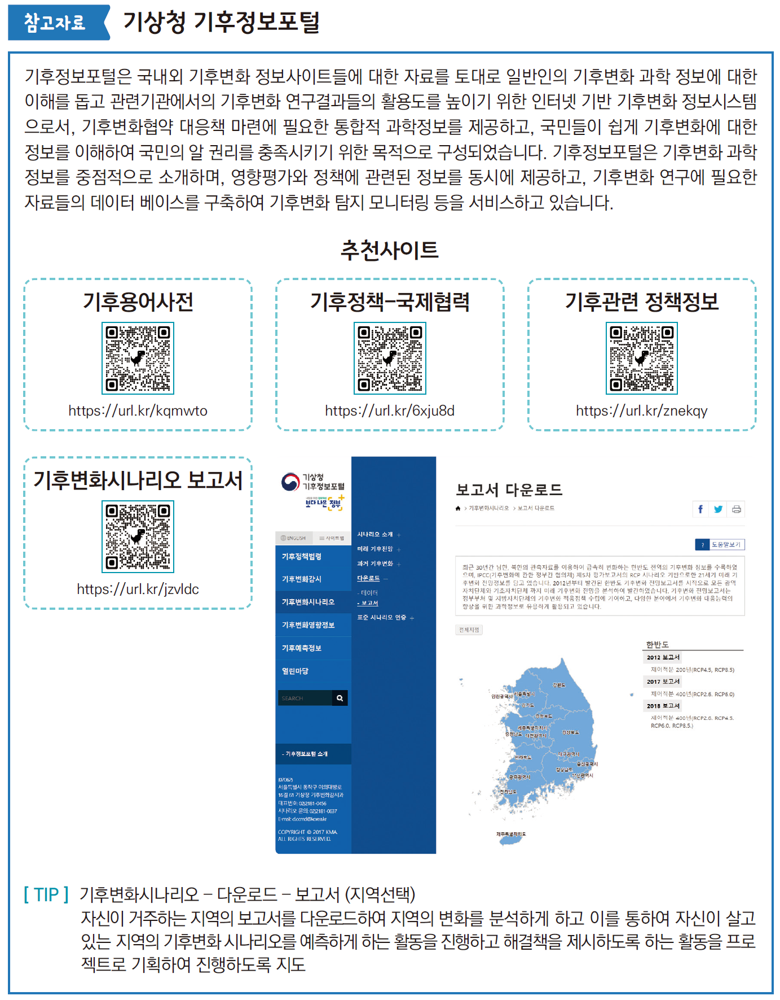 참고자료
기상청 기후정보포털
기후정보포털은 국내외 기후변화 정보사이트들에 대한 자료를 토대로 일반인의 기후변화 과학 정보에 대한
이해를 돕고 관련기관에서의 기후변화 연구결과들의 활용도를 높이기 위한 인터넷 기반 기후변화 정보시스템
으로서, 기후변화협약 대응책 마련에 필요한 통합적 과학정보를 제공하고, 국민들이 쉽게 기후변화에 대한
정보를 이해하여 국민의 알 권리를 충족시키기 위한 목적으로 구성되었습니다. 기후정보포털은 기후변화 과학
정보를 중점적으로 소개하며, 영향평가와 정책에 관련된 정보를 동시에 제공하고, 기후변화 연구에 필요한
자료들의 데이터 베이스를 구축하여 기후변화 탐지 모니터링 등을 서비스하고 있습니다.
추천사이트
기후용어사전
https://url.kr/kqmwto
기후정책-국제협력
https://url.kr/6xju8d
기후관련 정책정보
https://url.kr/znekqy
기후변화시나리오 보고서
https://url.kr/jzvldc
기상청
기후정보포털
보다 나은 정부
ENGLISH
사이트맵
기후정책법령
기후변화감시
기후변화시나리오
기후변화영향정보
기후예측정보
열린마당
SEARCH
- 기후정보포털 소개
(07062)
서울특별시 동작구 여의대방로
16길 61 기상청 기후변화감시과
대표번호: 02)2181-0456
시나리오 문의: 02)2181-0637
E-mail: d.ccmd@korea.kr
COPYRIGHT © 2017 KMA.
ALL RIGHTS RESERVED.
시나리오 소개 +
미래 기후전망 +
과거 기후변화 +
다운로드 −
- 데이터
- 보고서
표준 시나리오 인증 +
보고서 다운로드
> 기후변화시나리오 > 보고서 다운로드
? 도움말보기
최근 30년간 남한, 북한의 관측자료를 이용하여 급속히 변화하는 한반도 전역의 기후변화 정보를 수록하였
으며, IPCC(기후변화에 관한 정부간 협의체) 제5차 평가보고서의 RCP 시나리오 기반으로한 21세기 미래 기
후변화 전망정보를 담고 있습니다. 2012년부터 발간된 한반도 기후변화 전망보고서를 시작으로 모든 광역
자치단체와 기초자치단체 까지 미래 기후변화 전망을 분석하여 발간하였습니다. 기후변화 전망보고서는
정부부처 및 지방자치단체의 기후변화 적응정책 수립에 기여하고, 다양한 분야에서 기후변화 대응능력의
향상을 위한 과학정보로 유용하게 활용되고 있습니다.
전체지점
한반도
2012 보고서
제어적분 200년(RCP4.5, RCP8.5)
2017 보고서
제어적분 400년(RCP2.6. RCP6.0)
2018 보고서
제어적분 400년(RCP2.6. RCP4.5.
RCP6.0. RCP8.5.)
강원도
서울특별시
인천광역시
경기도
충청북도
세종특별자치시
충청남도
대전광역시
경상북도
전라북도
대구광역시
울산광역시
경상남도
부산광역시
광주광역시
전라남도
제주특별자치도
[ TIP ] 기후변화시나리오 – 다운로드 – 보고서 (지역선택)
자신이 거주하는 지역의 보고서를 다운로드하여 지역의 변화를 분석하게 하고 이를 통하여 자신이 살고
있는 지역의 기후변화 시나리오를 예측하게 하는 활동을 진행하고 해결책을 제시하도록 하는 활동을 프로
젝트로 기획하여 진행하도록 지도